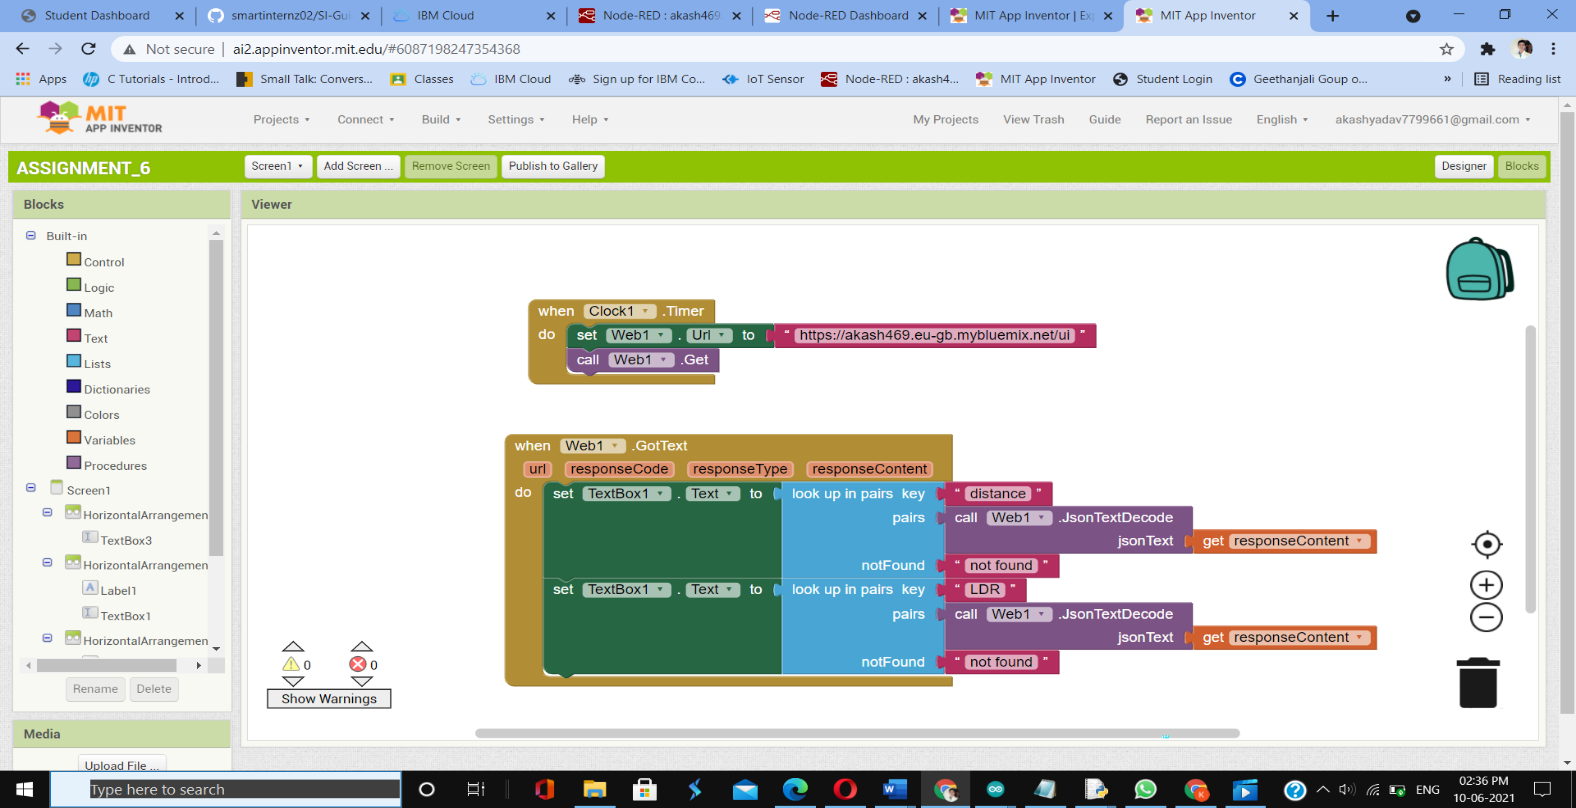 Student Dashboard
smartinternz02/SI-Gui
IBM Cloud
Node-RED : akash469.
Node-RED Dashboard
MIT App Inventor | Ex
MIT App Inventor
Not secure | ai2.appinventor.mit.edu/#6087198247354368
Apps
C Tutorials - Introd...
Small Talk: Convers...
Classes
IBM Cloud
Sign up for IBM Co...
IoT Sensor
Node-RED : akash4...
MIT App Inventor
Student Login
Geethanjali Goup o...
»
Reading list
MIT
APP INVENTOR
Projects
Connect
Build
Settings
Help
My Projects
View Trash
Guide
Report an Issue
English
akashyadav7799661@gmail.com
ASSIGNMENT_6
Screen1
Add Screen ...
Remove Screen
Publish to Gallery
Designer
Blocks
Blocks
Built-in
Control
Logic
Math
Text
Lists
Dictionaries
Colors
Variables
Procedures
Screen1
HorizontalArrangemen
TextBox3
HorizontalArrangemen
A Label1
TextBox1
HorizontalArrangemen
Rename
Delete
Media
Upload File ...
Viewer
when Clock1 .Timer
do set Web1 . Url to " https://akash469.eu-gb.mybluemix.net/ui "
call Web1 .Get
when Web1 .GotText
url responseCode responseType responseContent
do set TextBox1 . Text to look up in pairs key " distance "
pairs call Web1 .JsonTextDecode
jsonText get responseContent
notFound " not found "
set TextBox1 . Text to look up in pairs key " LDR "
pairs call Web1 .JsonTextDecode
jsonText get responseContent
notFound " not found "
0 0
Show Warnings
Type here to search
ENG
02:36 PM
10-06-2021